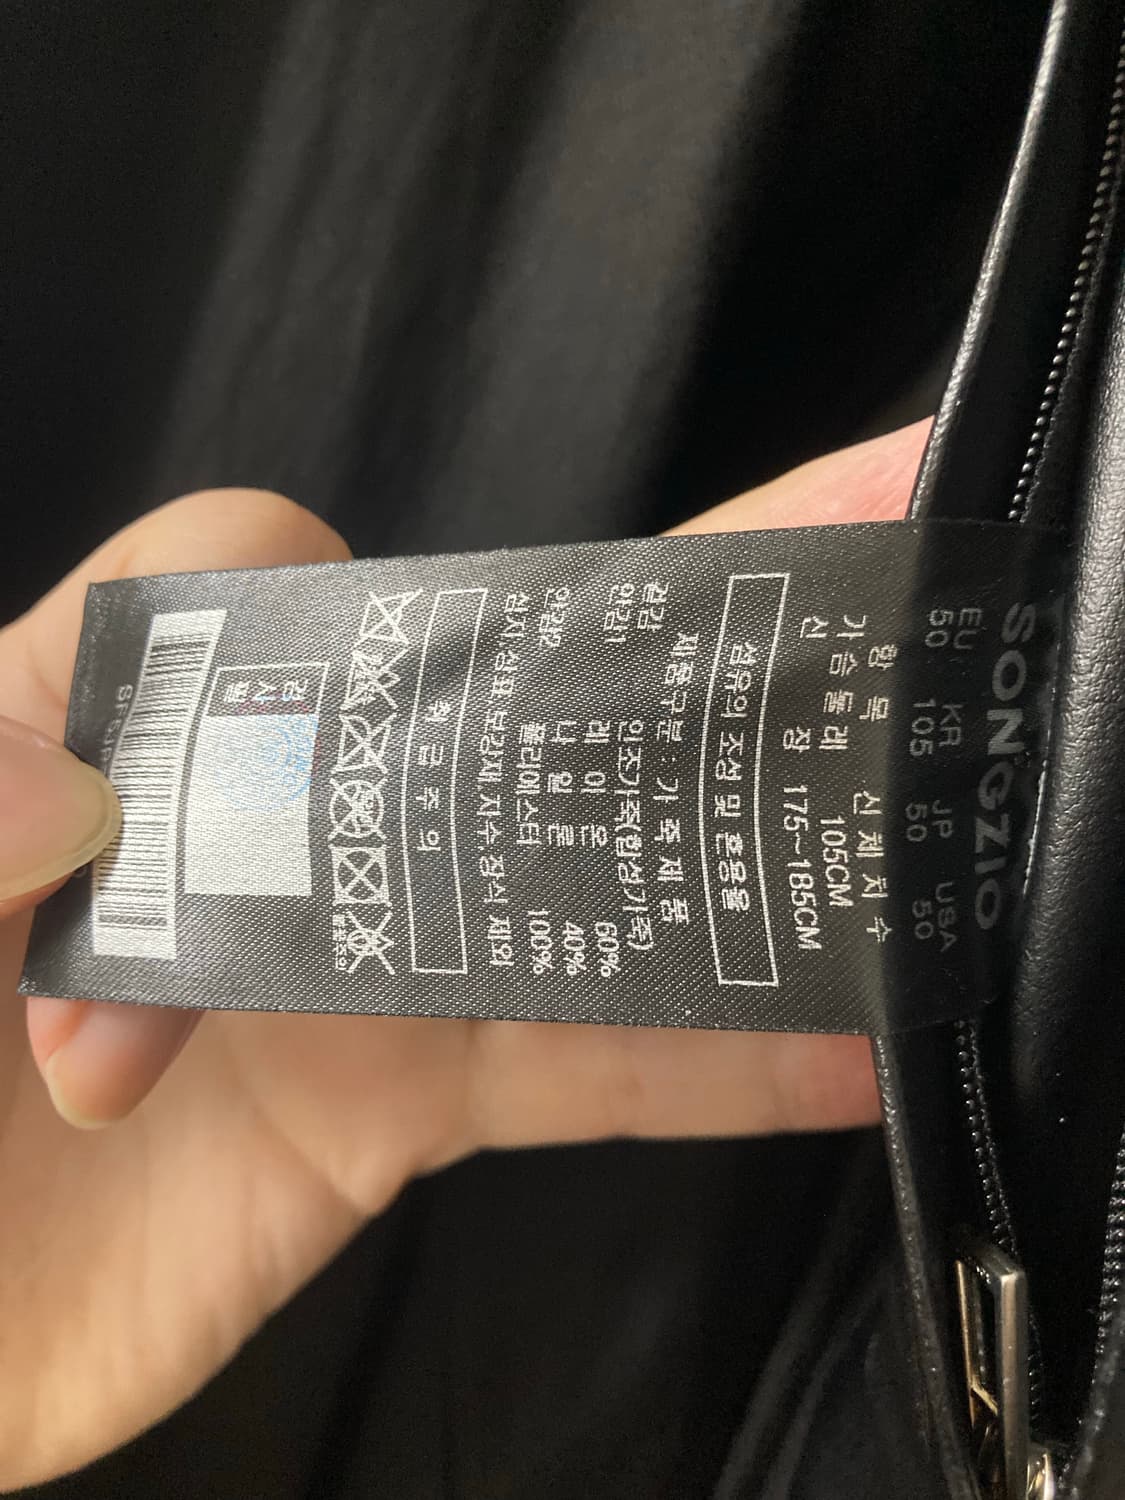 SONGZIO
EU KR JP USA
50 105 50 50
항목 신체치수
가슴둘레 105CM
신장 175~185CM
섬유의 조성 및 혼용율
제품구분 : 가죽제품
겉감 인조가죽(합성가죽)
안감1 레이온 60%
나일론 40%
안감2 폴리에스터 100%
심지 상표 보강재 자수 장식 제외
취급주의
검사필